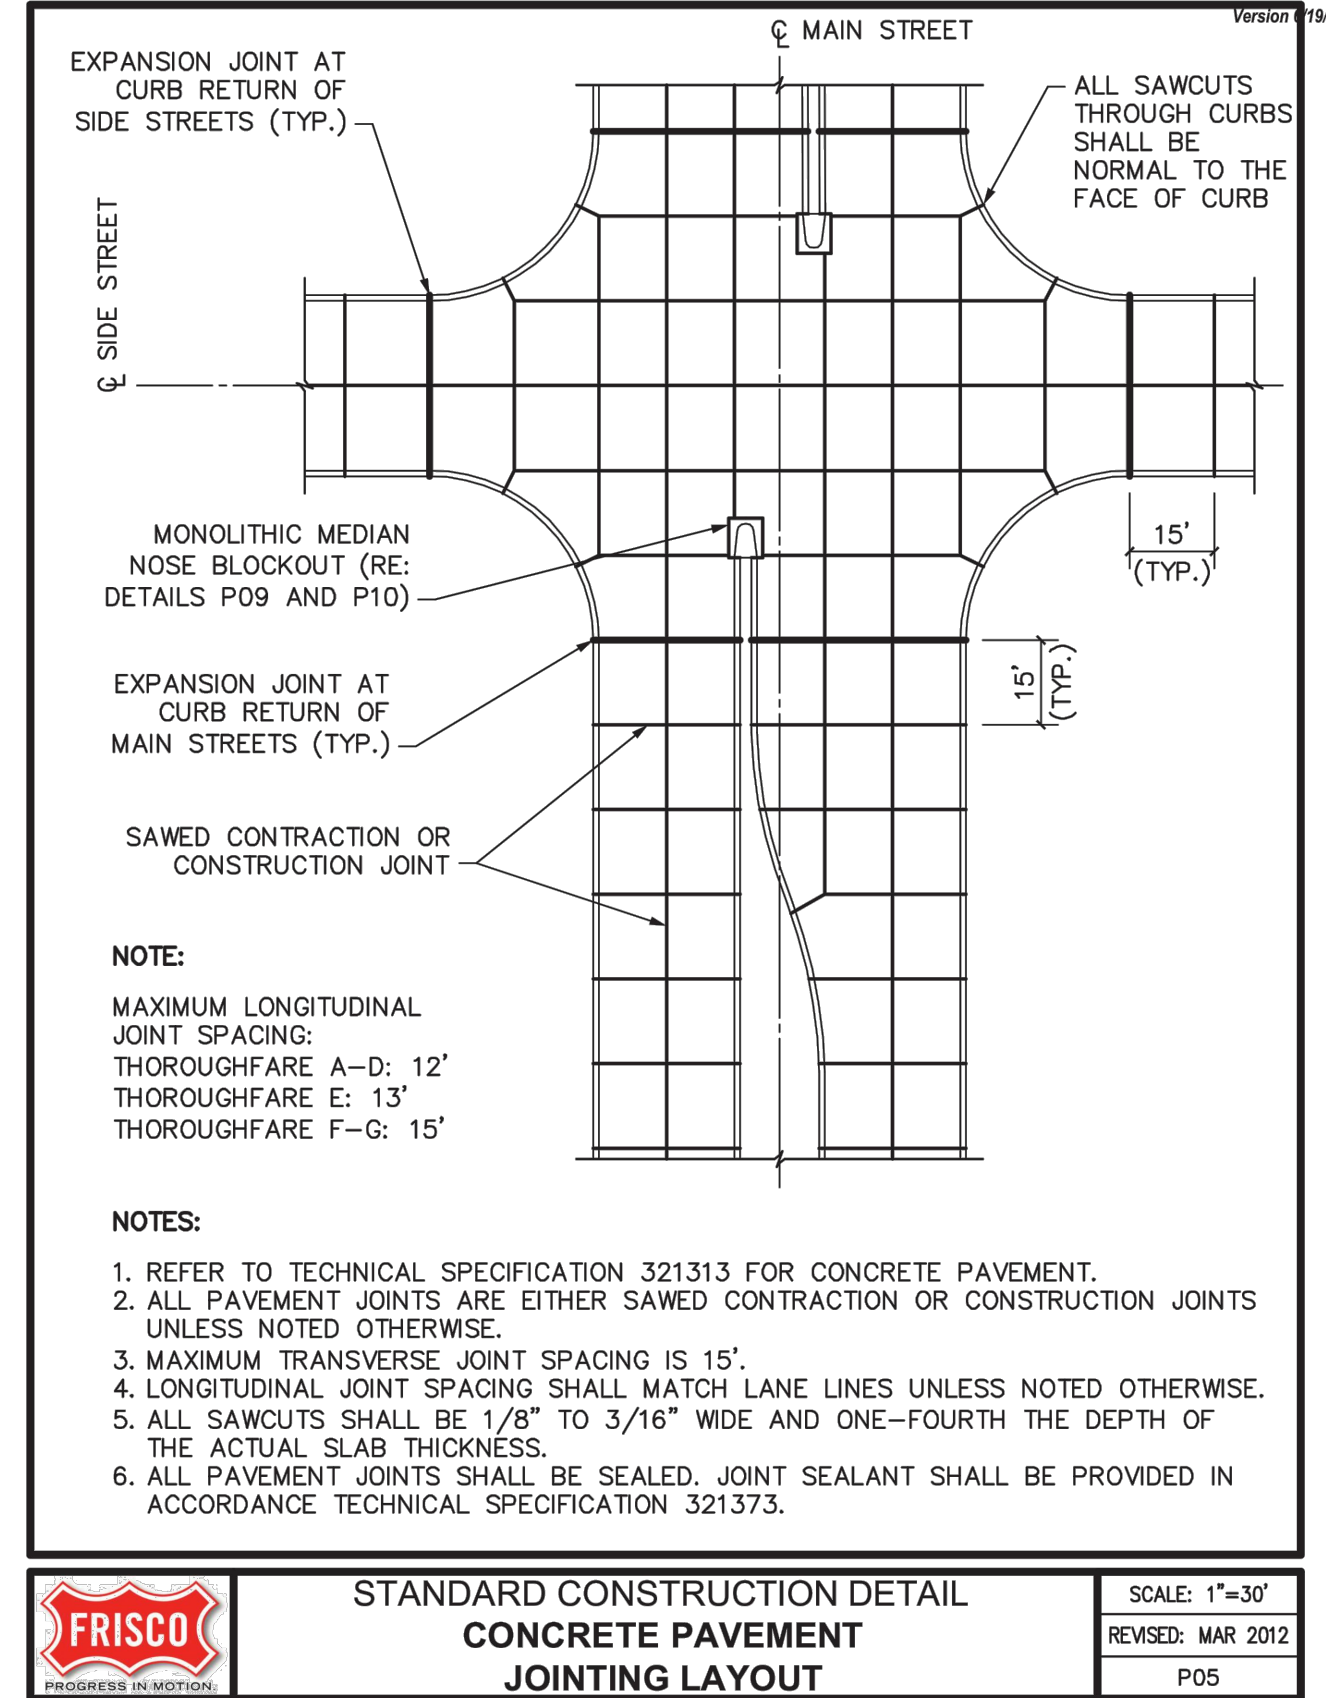 Version 6/19/
℄ MAIN STREET
EXPANSION JOINT AT
CURB RETURN OF
SIDE STREETS (TYP.)
ALL SAWCUTS
THROUGH CURBS
SHALL BE
NORMAL TO THE
FACE OF CURB
℄ SIDE STREET
MONOLITHIC MEDIAN
NOSE BLOCKOUT (RE:
DETAILS P09 AND P10)
15'
(TYP.)
EXPANSION JOINT AT
CURB RETURN OF
MAIN STREETS (TYP.)
15'
(TYP.)
SAWED CONTRACTION OR
CONSTRUCTION JOINT
NOTE:
MAXIMUM LONGITUDINAL
JOINT SPACING:
THOROUGHFARE A-D: 12'
THOROUGHFARE E: 13'
THOROUGHFARE F-G: 15'
NOTES:
1. REFER TO TECHNICAL SPECIFICATION 321313 FOR CONCRETE PAVEMENT.
2. ALL PAVEMENT JOINTS ARE EITHER SAWED CONTRACTION OR CONSTRUCTION JOINTS
UNLESS NOTED OTHERWISE.
3. MAXIMUM TRANSVERSE JOINT SPACING IS 15'.
4. LONGITUDINAL JOINT SPACING SHALL MATCH LANE LINES UNLESS NOTED OTHERWISE.
5. ALL SAWCUTS SHALL BE 1/8" TO 3/16" WIDE AND ONE-FOURTH THE DEPTH OF
THE ACTUAL SLAB THICKNESS.
6. ALL PAVEMENT JOINTS SHALL BE SEALED. JOINT SEALANT SHALL BE PROVIDED IN
ACCORDANCE TECHNICAL SPECIFICATION 321373.
FRISCO
PROGRESS IN MOTION.
STANDARD CONSTRUCTION DETAIL
CONCRETE PAVEMENT
JOINTING LAYOUT
SCALE: 1"=30'
REVISED: MAR 2012
P05